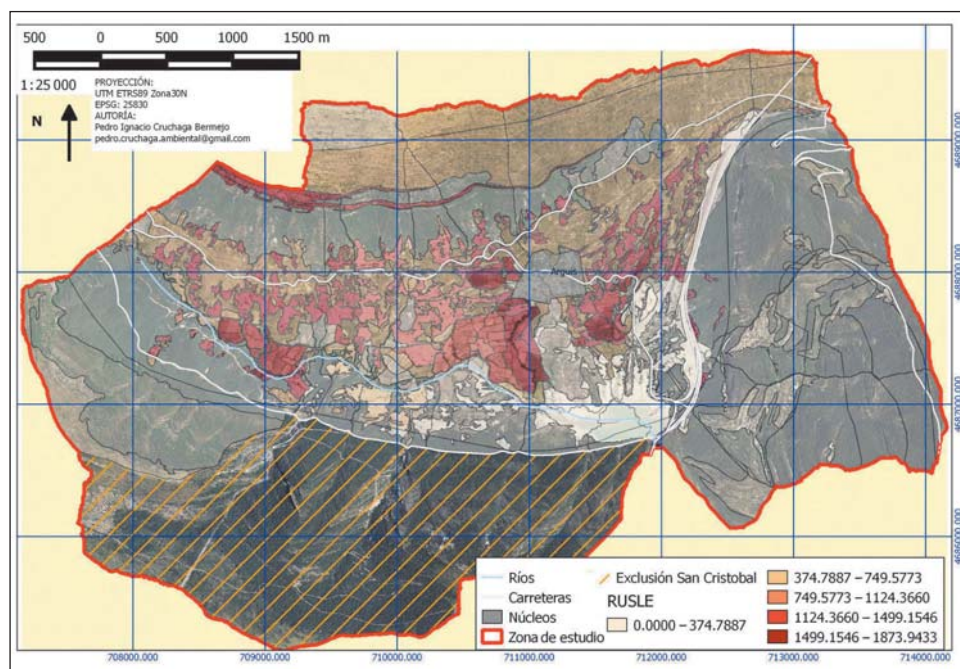 500 0 500 1000 1500 m
1:25 000
PROYECCIÓN:
UTM ETRS89 Zona30N
EPSG: 25830
AUTORÍA:
Pedro Ignacio Cruchaga Bermejo
pedro.cruchaga.ambiental@gmail.com
N
4689000.000
4688000.000
4687000.000
4686000.000
Ríos
Carreteras
Núcleos
Zona de estudio
Exclusión San Cristobal
RUSLE
0.0000 – 374.7887
374.7887 – 749.5773
749.5773 – 1124.3660
1124.3660 – 1499.1546
1499.1546 – 1873.9433
708000.000 709000.000 710000.000 711000.000 712000.000 713000.000 714000.000